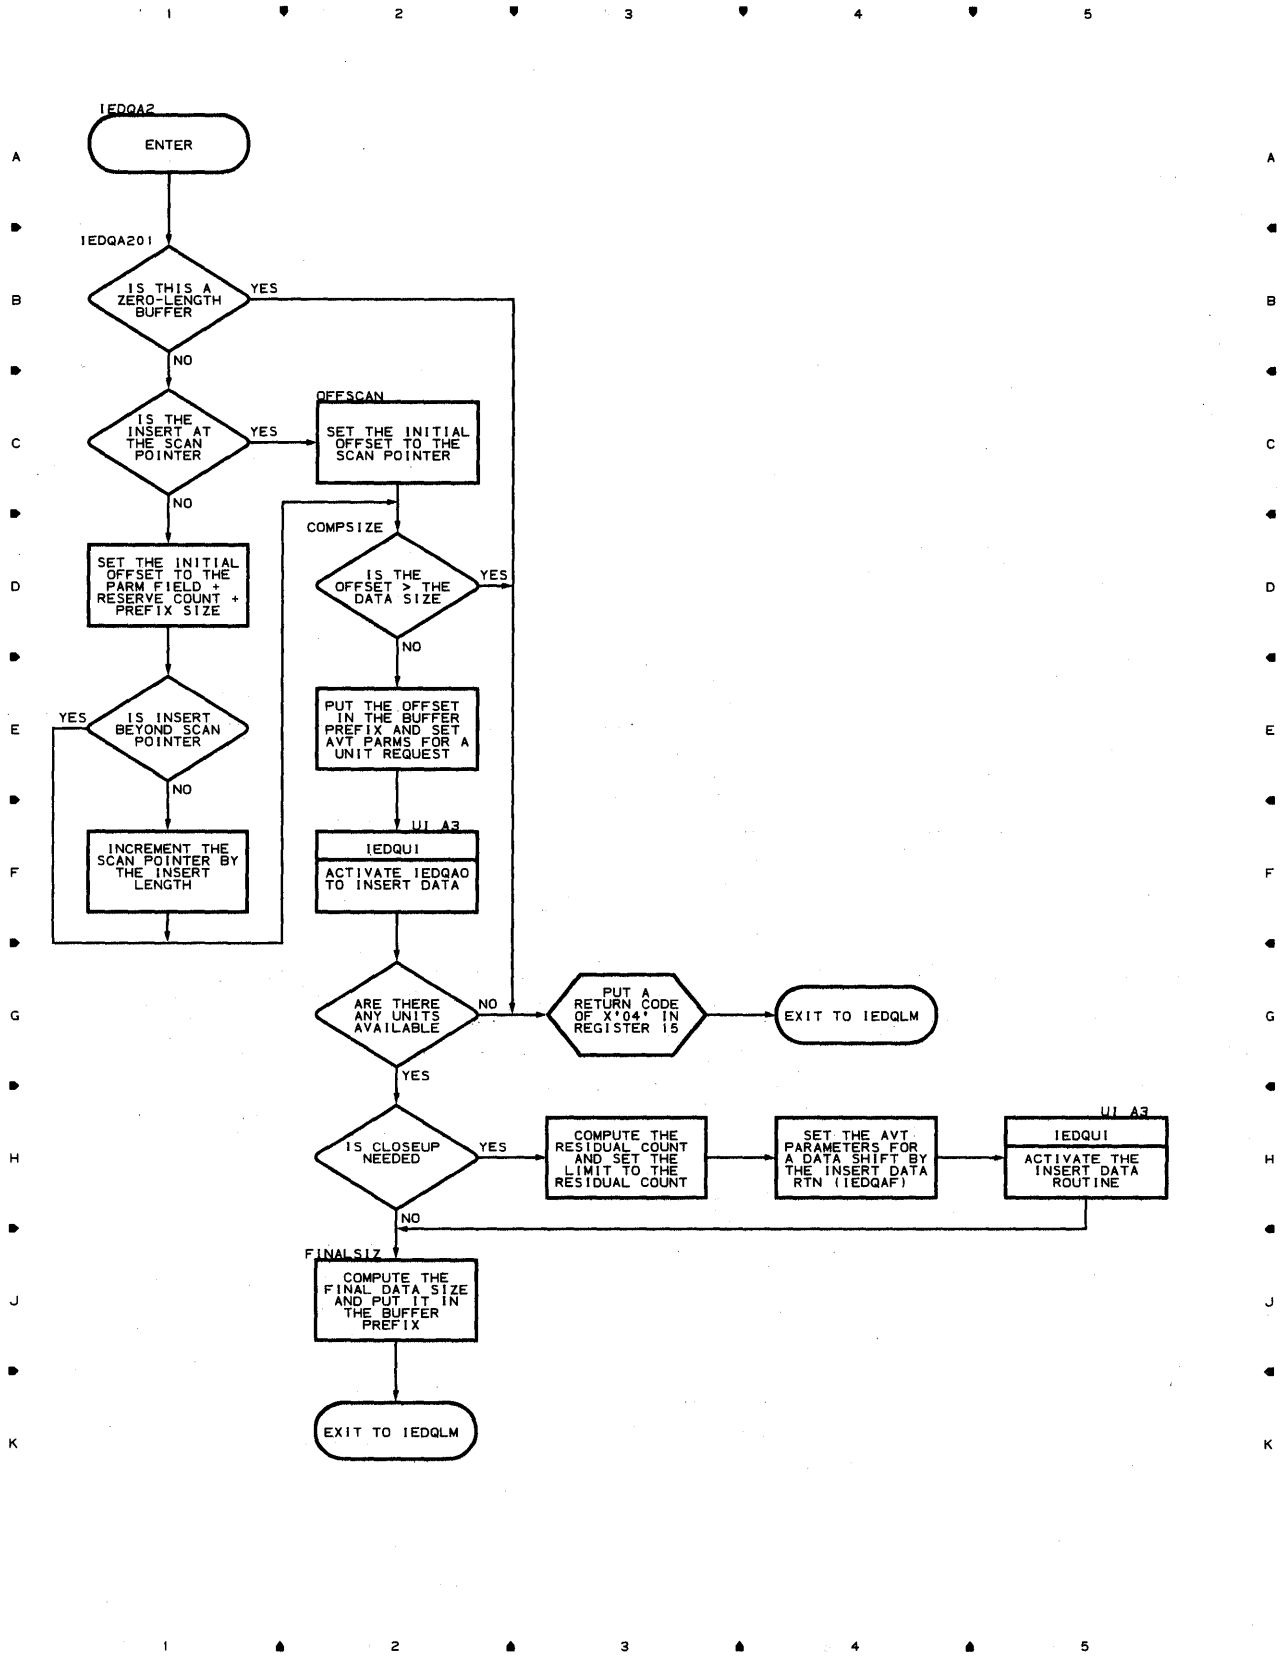 1 2 3 4 5
IEDQA2
ENTER
A A
IEDQA201
IS THIS A
ZERO-LENGTH
BUFFER
YES
B B
NO
IS THE
INSERT AT
THE SCAN
POINTER
YES
OFFSCAN
SET THE INITIAL
OFFSET TO THE
SCAN POINTER
C C
NO
SET THE INITIAL
OFFSET TO THE
PARM FIELD +
RESERVE COUNT +
PREFIX SIZE
COMPSIZE
IS THE
OFFSET > THE
DATA SIZE
YES
D D
NO
YES
IS INSERT
BEYOND SCAN
POINTER
PUT THE OFFSET
IN THE BUFFER
PREFIX AND SET
AVT PARMS FOR A
UNIT REQUEST
E E
NO
INCREMENT THE
SCAN POINTER BY
THE INSERT
LENGTH
UI A3
IEDQUI
ACTIVATE IEDQAO
TO INSERT DATA
F F
ARE THERE
ANY UNITS
AVAILABLE
NO
PUT A
RETURN CODE
OF X'04' IN
REGISTER 15
EXIT TO IEDQLM
G G
YES
IS CLOSEUP
NEEDED
YES
COMPUTE THE
RESIDUAL COUNT
AND SET THE
LIMIT TO THE
RESIDUAL COUNT
SET THE AVT
PARAMETERS FOR
A DATA SHIFT BY
THE INSERT DATA
RTN (IEDQAF)
UI A3
IEDQUI
ACTIVATE THE
INSERT DATA
ROUTINE
H H
NO
FINALSIZ
COMPUTE THE
FINAL DATA SIZE
AND PUT IT IN
THE BUFFER
PREFIX
J J
EXIT TO IEDQLM
K K
1 2 3 4 5